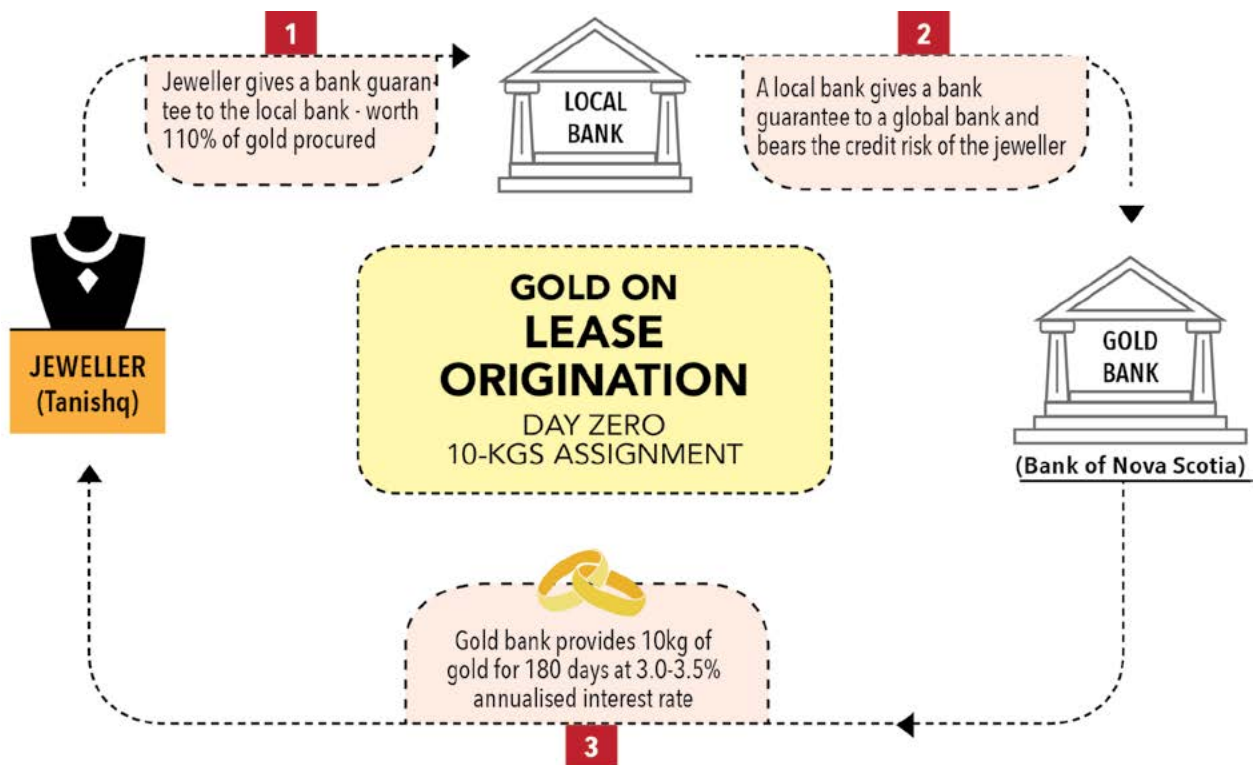 1
Jeweller gives a bank guaran-
tee to the local bank - worth
110% of gold procured
LOCAL
BANK
2
A local bank gives a bank
guarantee to a global bank and
bears the credit risk of the jeweller
JEWELLER
(Tanishq)
GOLD ON
LEASE
ORIGINATION
DAY ZERO
10-KGS ASSIGNMENT
GOLD
BANK
(Bank of Nova Scotia)
Gold bank provides 10kg of
gold for 180 days at 3.0-3.5%
annualised interest rate
3